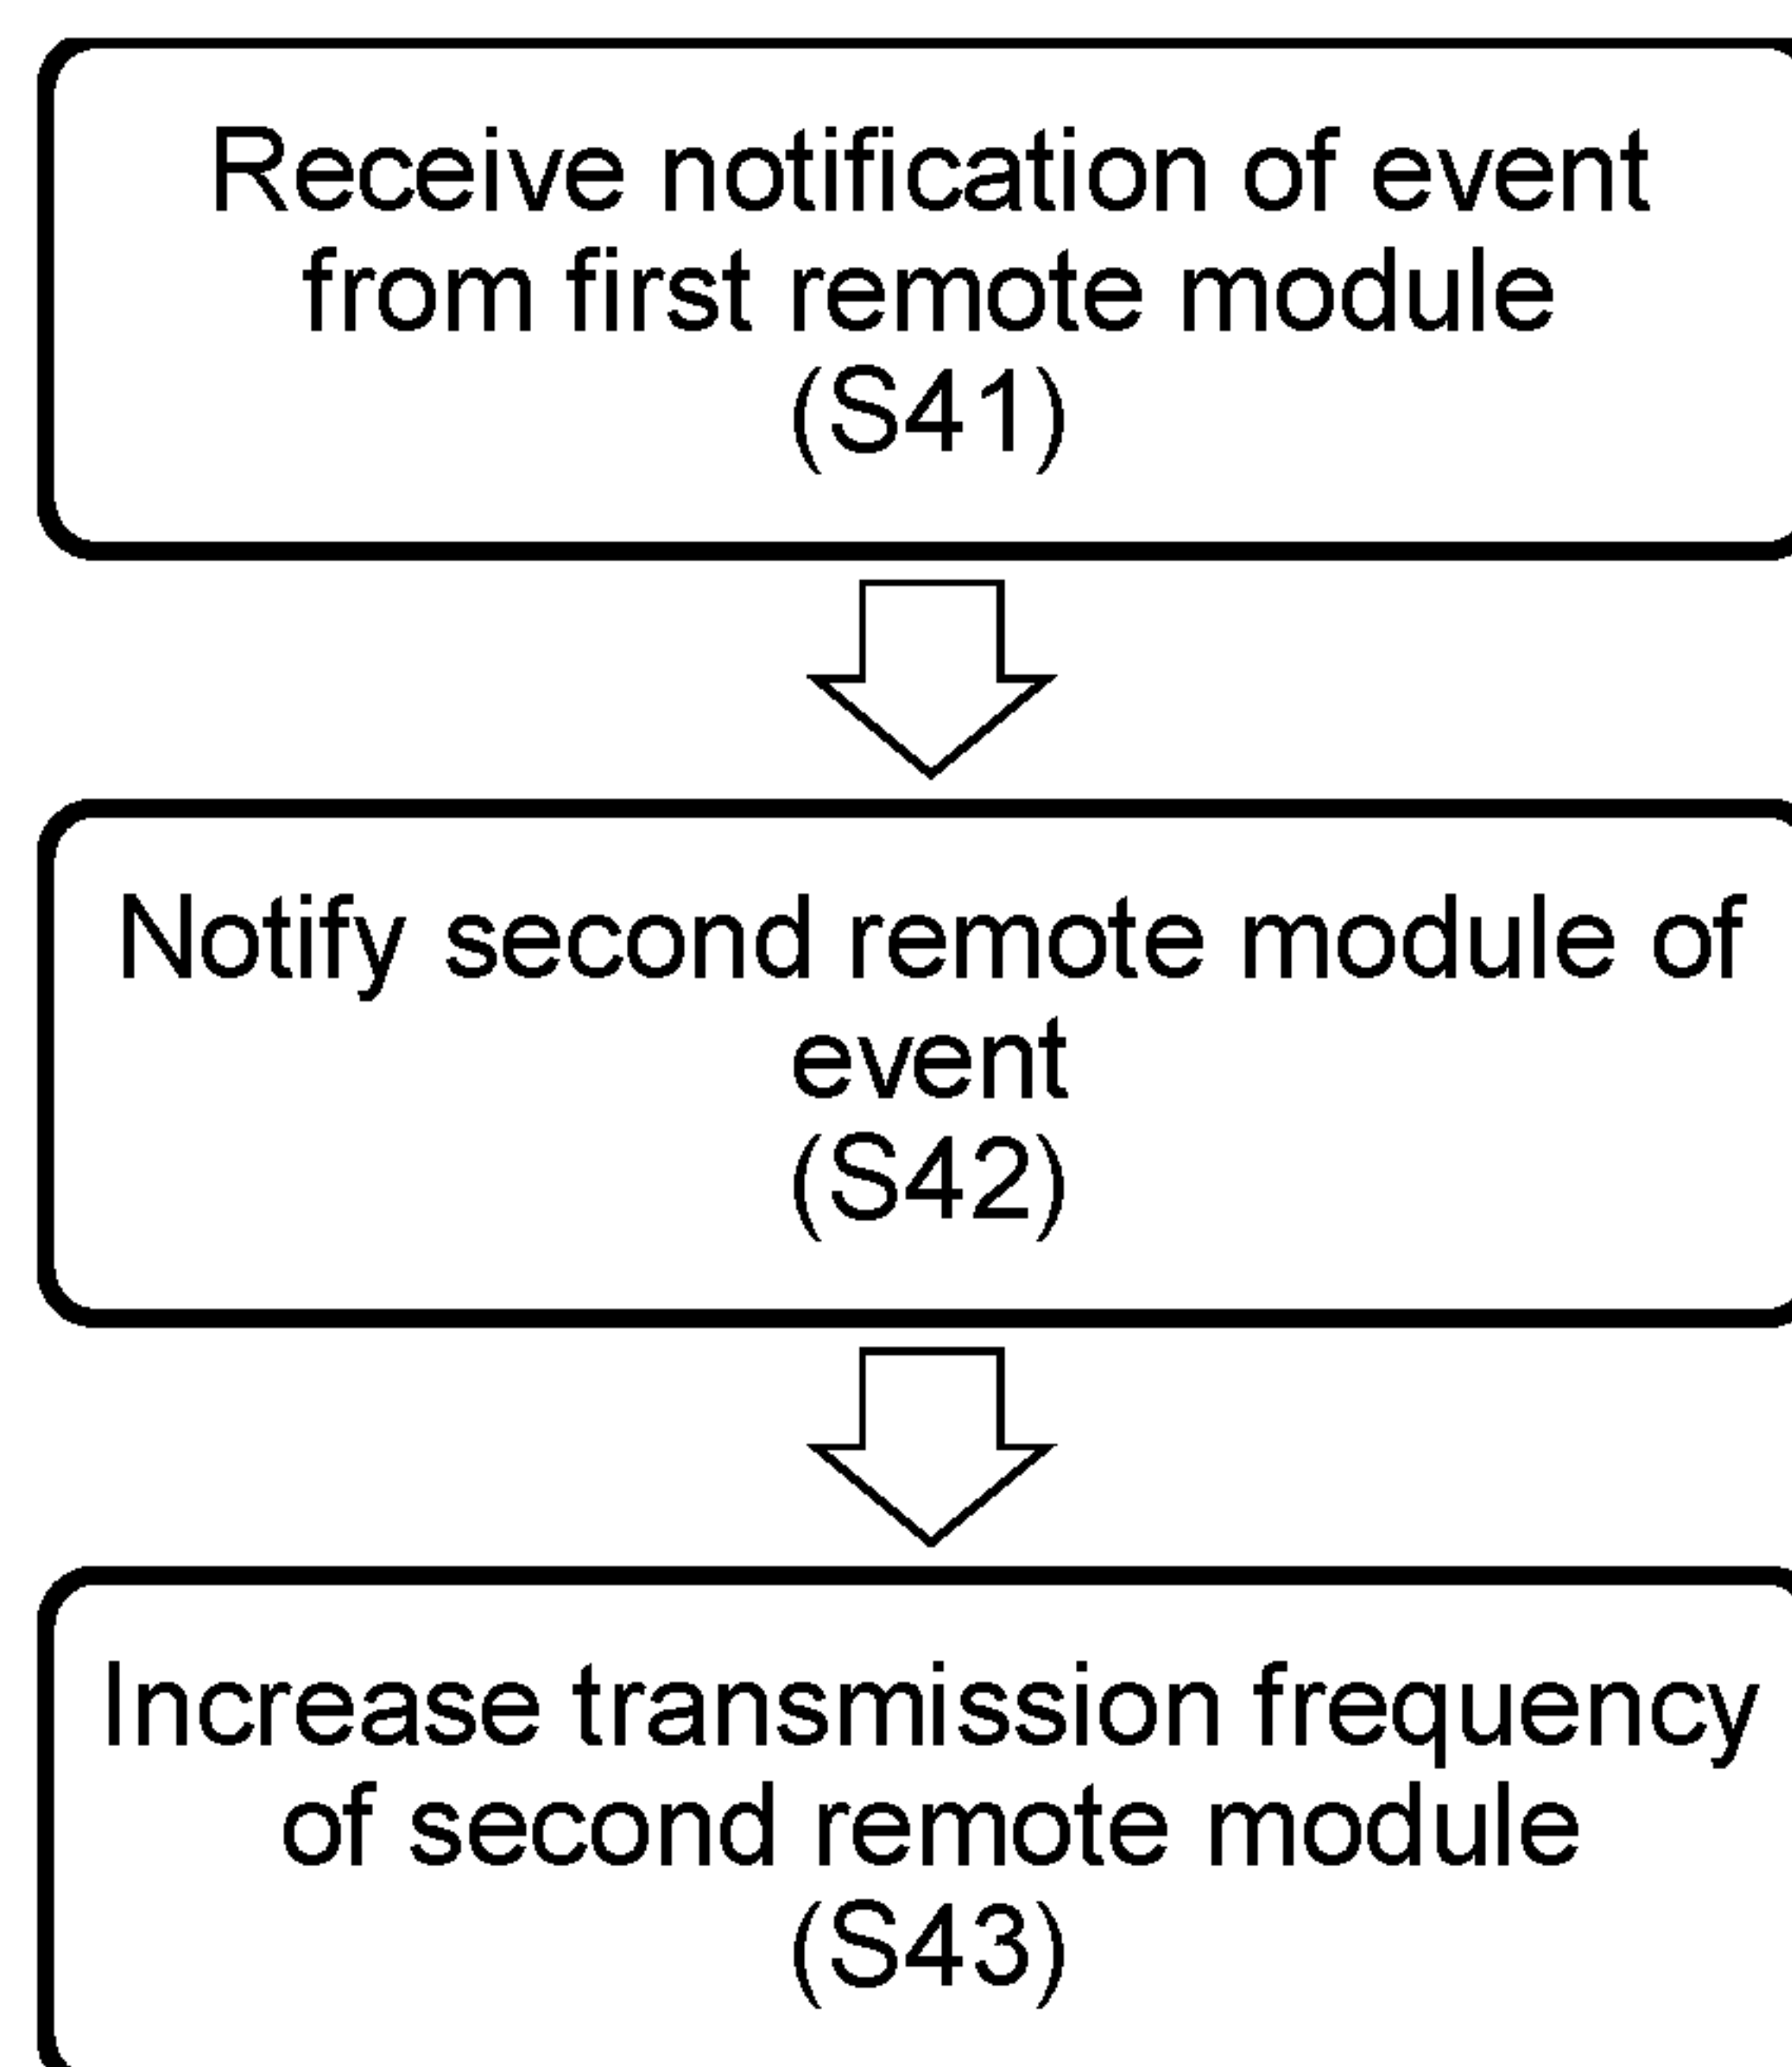 Receive notification of event
from first remote module
(S41)
Notify second remote module of
event
(S42)
Increase transmission frequency
of second remote module
(S43)